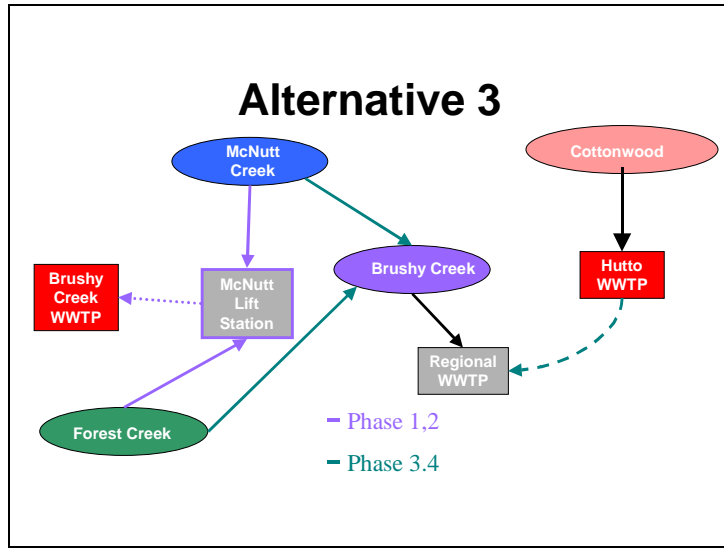 Alternative 3
McNutt
Creek
Cottonwood
Brushy Creek
Hutto
WWTP
Brushy
Creek
WWTP
McNutt
Lift
Station
Regional
WWTP
Forest Creek
Phase 1,2
Phase 3.4